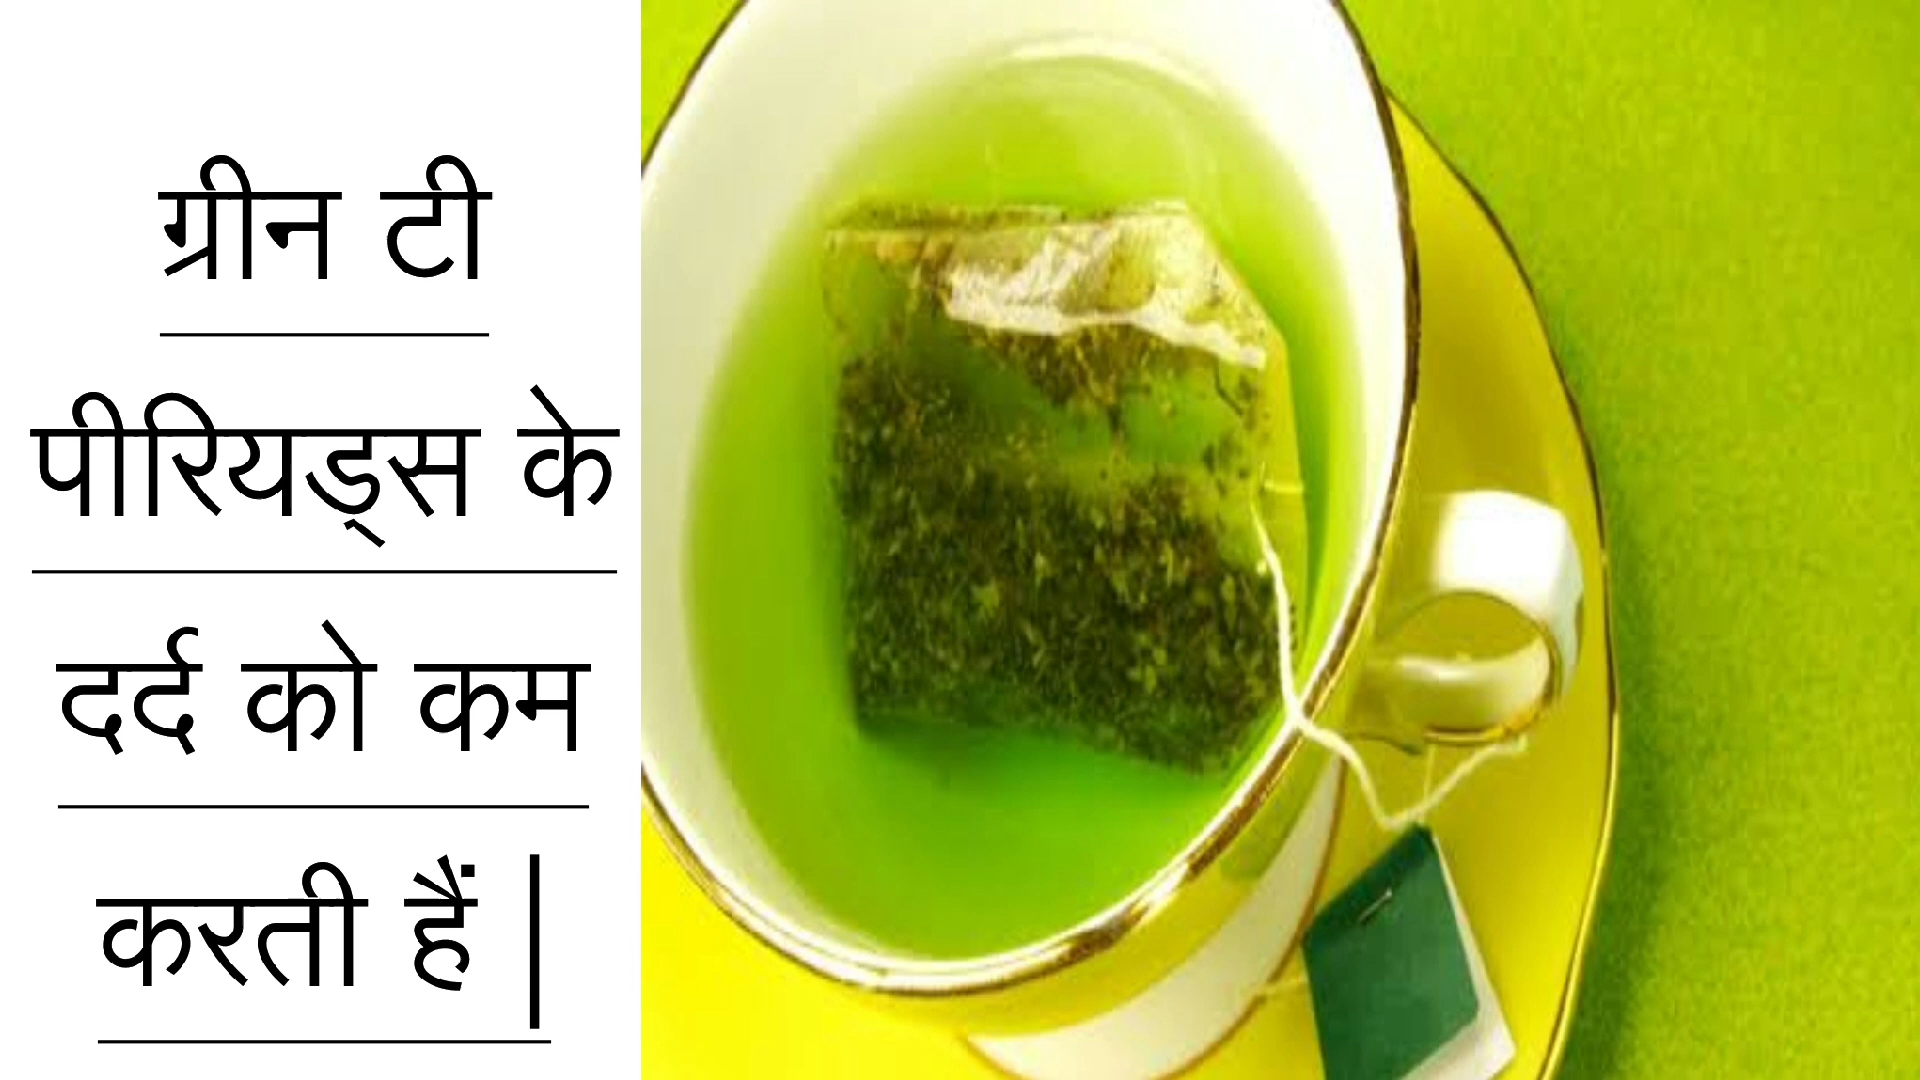 ग्रीन टी
पीरियड्स के
दर्द को कम
करती हैं |